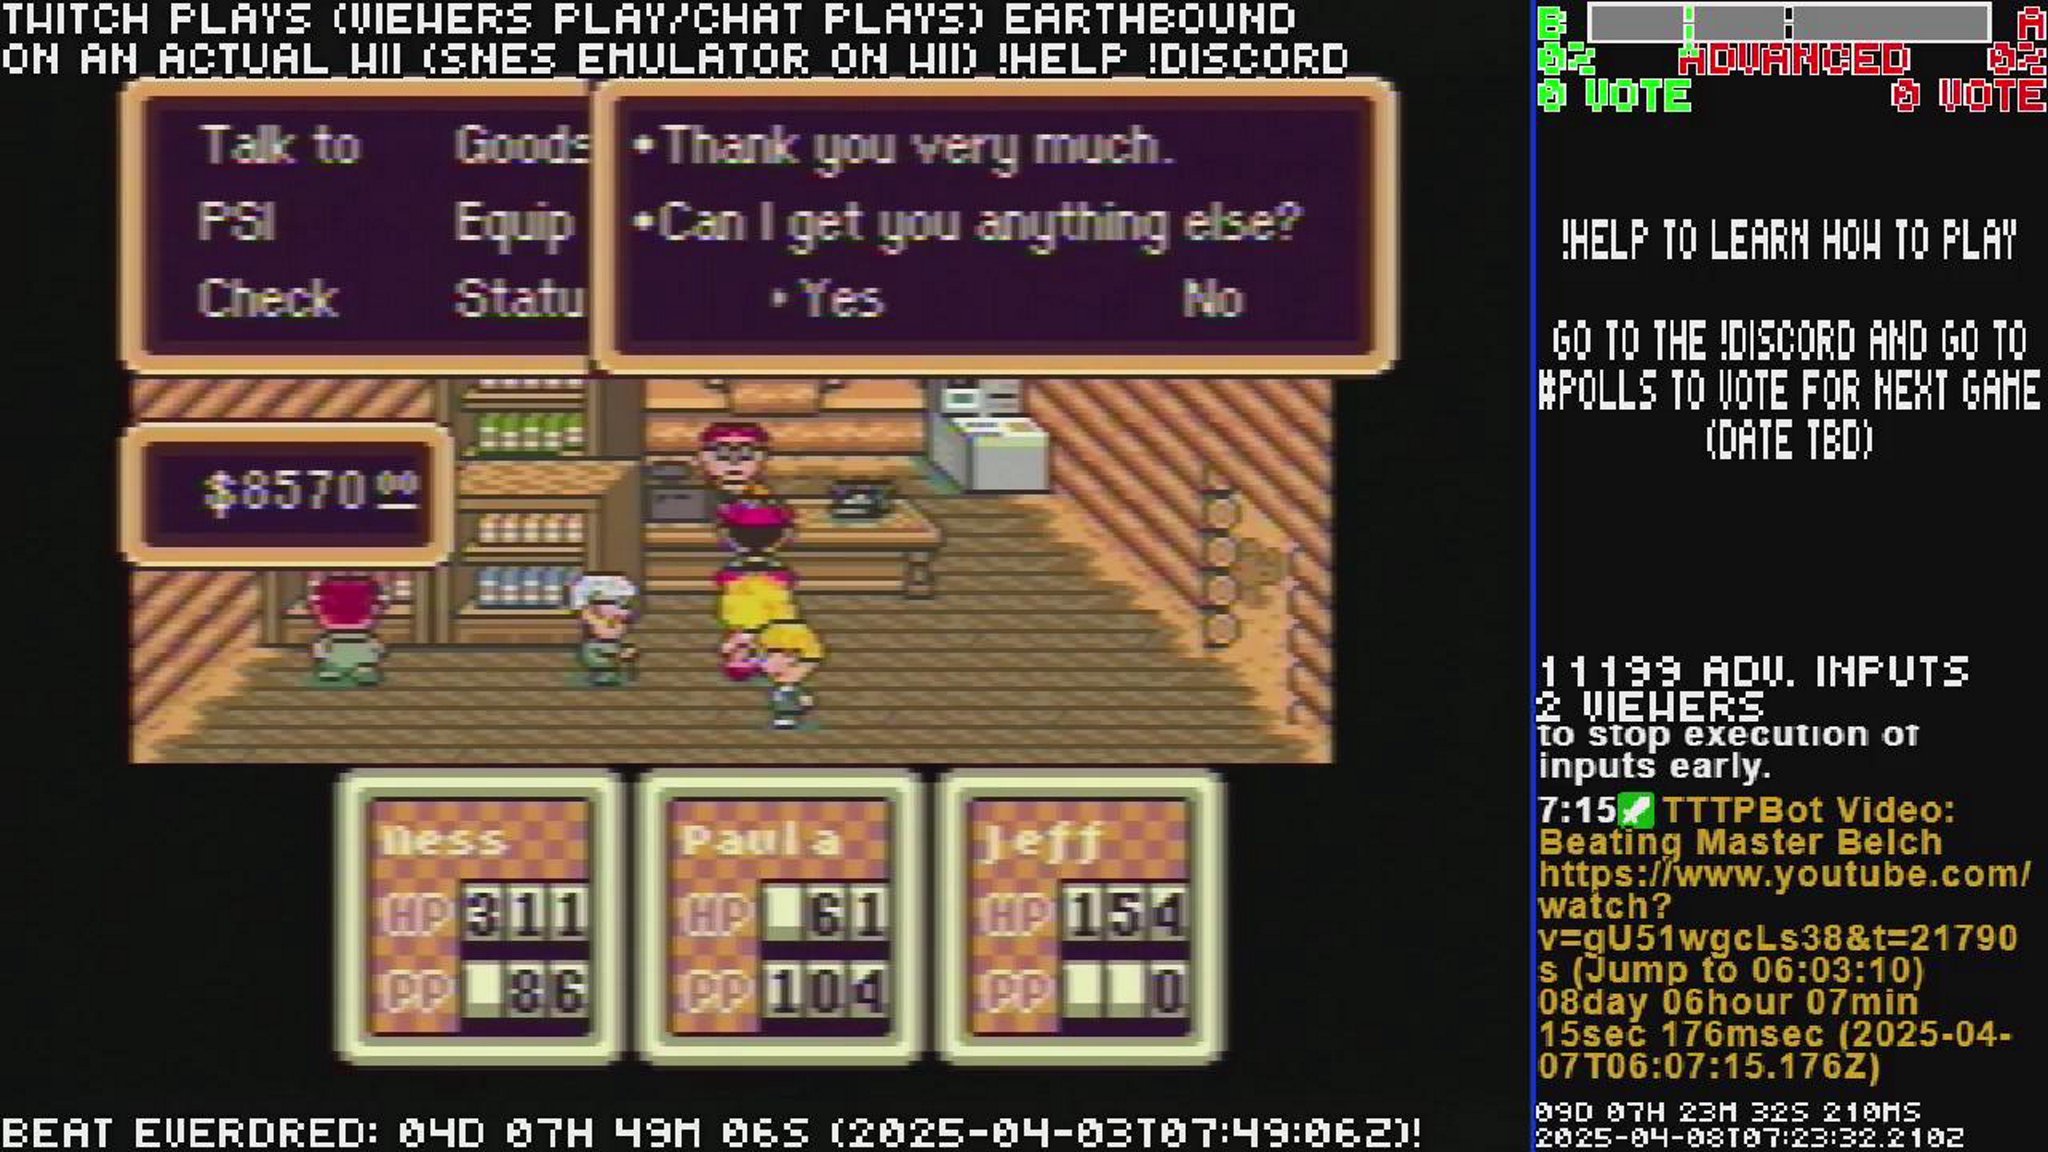 TWITCH PLAYS (VIEWERS PLAY/CHAT PLAYS) EARTHBOUND
ON AN ACTUAL WII (SNES EMULATOR ON WII) !HELP !DISCORD
Talk to Goods
PSI Equip
Check Statu
•Thank you very much.
•Can I get you anything else?
Yes No
$8570.00
Ness
HP 311
PP 86
Paula
HP 61
PP 104
Jeff
HP 154
PP 0
BEAT EVERDRED: 04D 07H 49M 06S (2025-04-03T07:49:06Z)!
B A
0% ADVANCED 0%
0 VOTE 0 VOTE
!HELP TO LEARN HOW TO PLAY
GO TO THE !DISCORD AND GO TO
#POLLS TO VOTE FOR NEXT GAME
(DATE TBD)
11199 ADV. INPUTS
2 VIEWERS
to stop execution of
inputs early.
7:15 TTTPBot Video:
Beating Master Belch
https://www.youtube.com/
watch?
v=gU51wgcLs38&t=21790
s (Jump to 06:03:10)
08day 06hour 07min
15sec 176msec (2025-04-
07T06:07:15.176Z)
09D 07H 23M 32S 210MS
2025-04-08T07:23:32.210Z